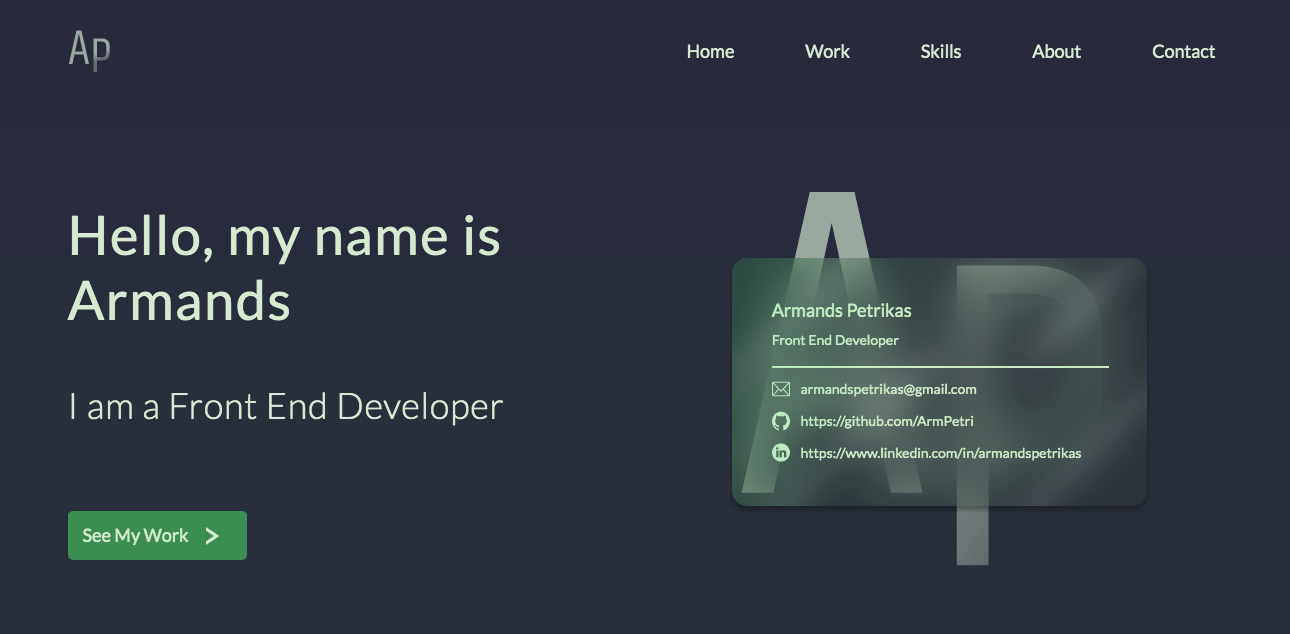 Ap
Home Work Skills About Contact
Hello, my name is
Armands
I am a Front End Developer
See My Work >
AP
Armands Petrikas
Front End Developer
armandspetrikas@gmail.com
https://github.com/ArmPetri
in https://www.linkedin.com/in/armandspetrikas